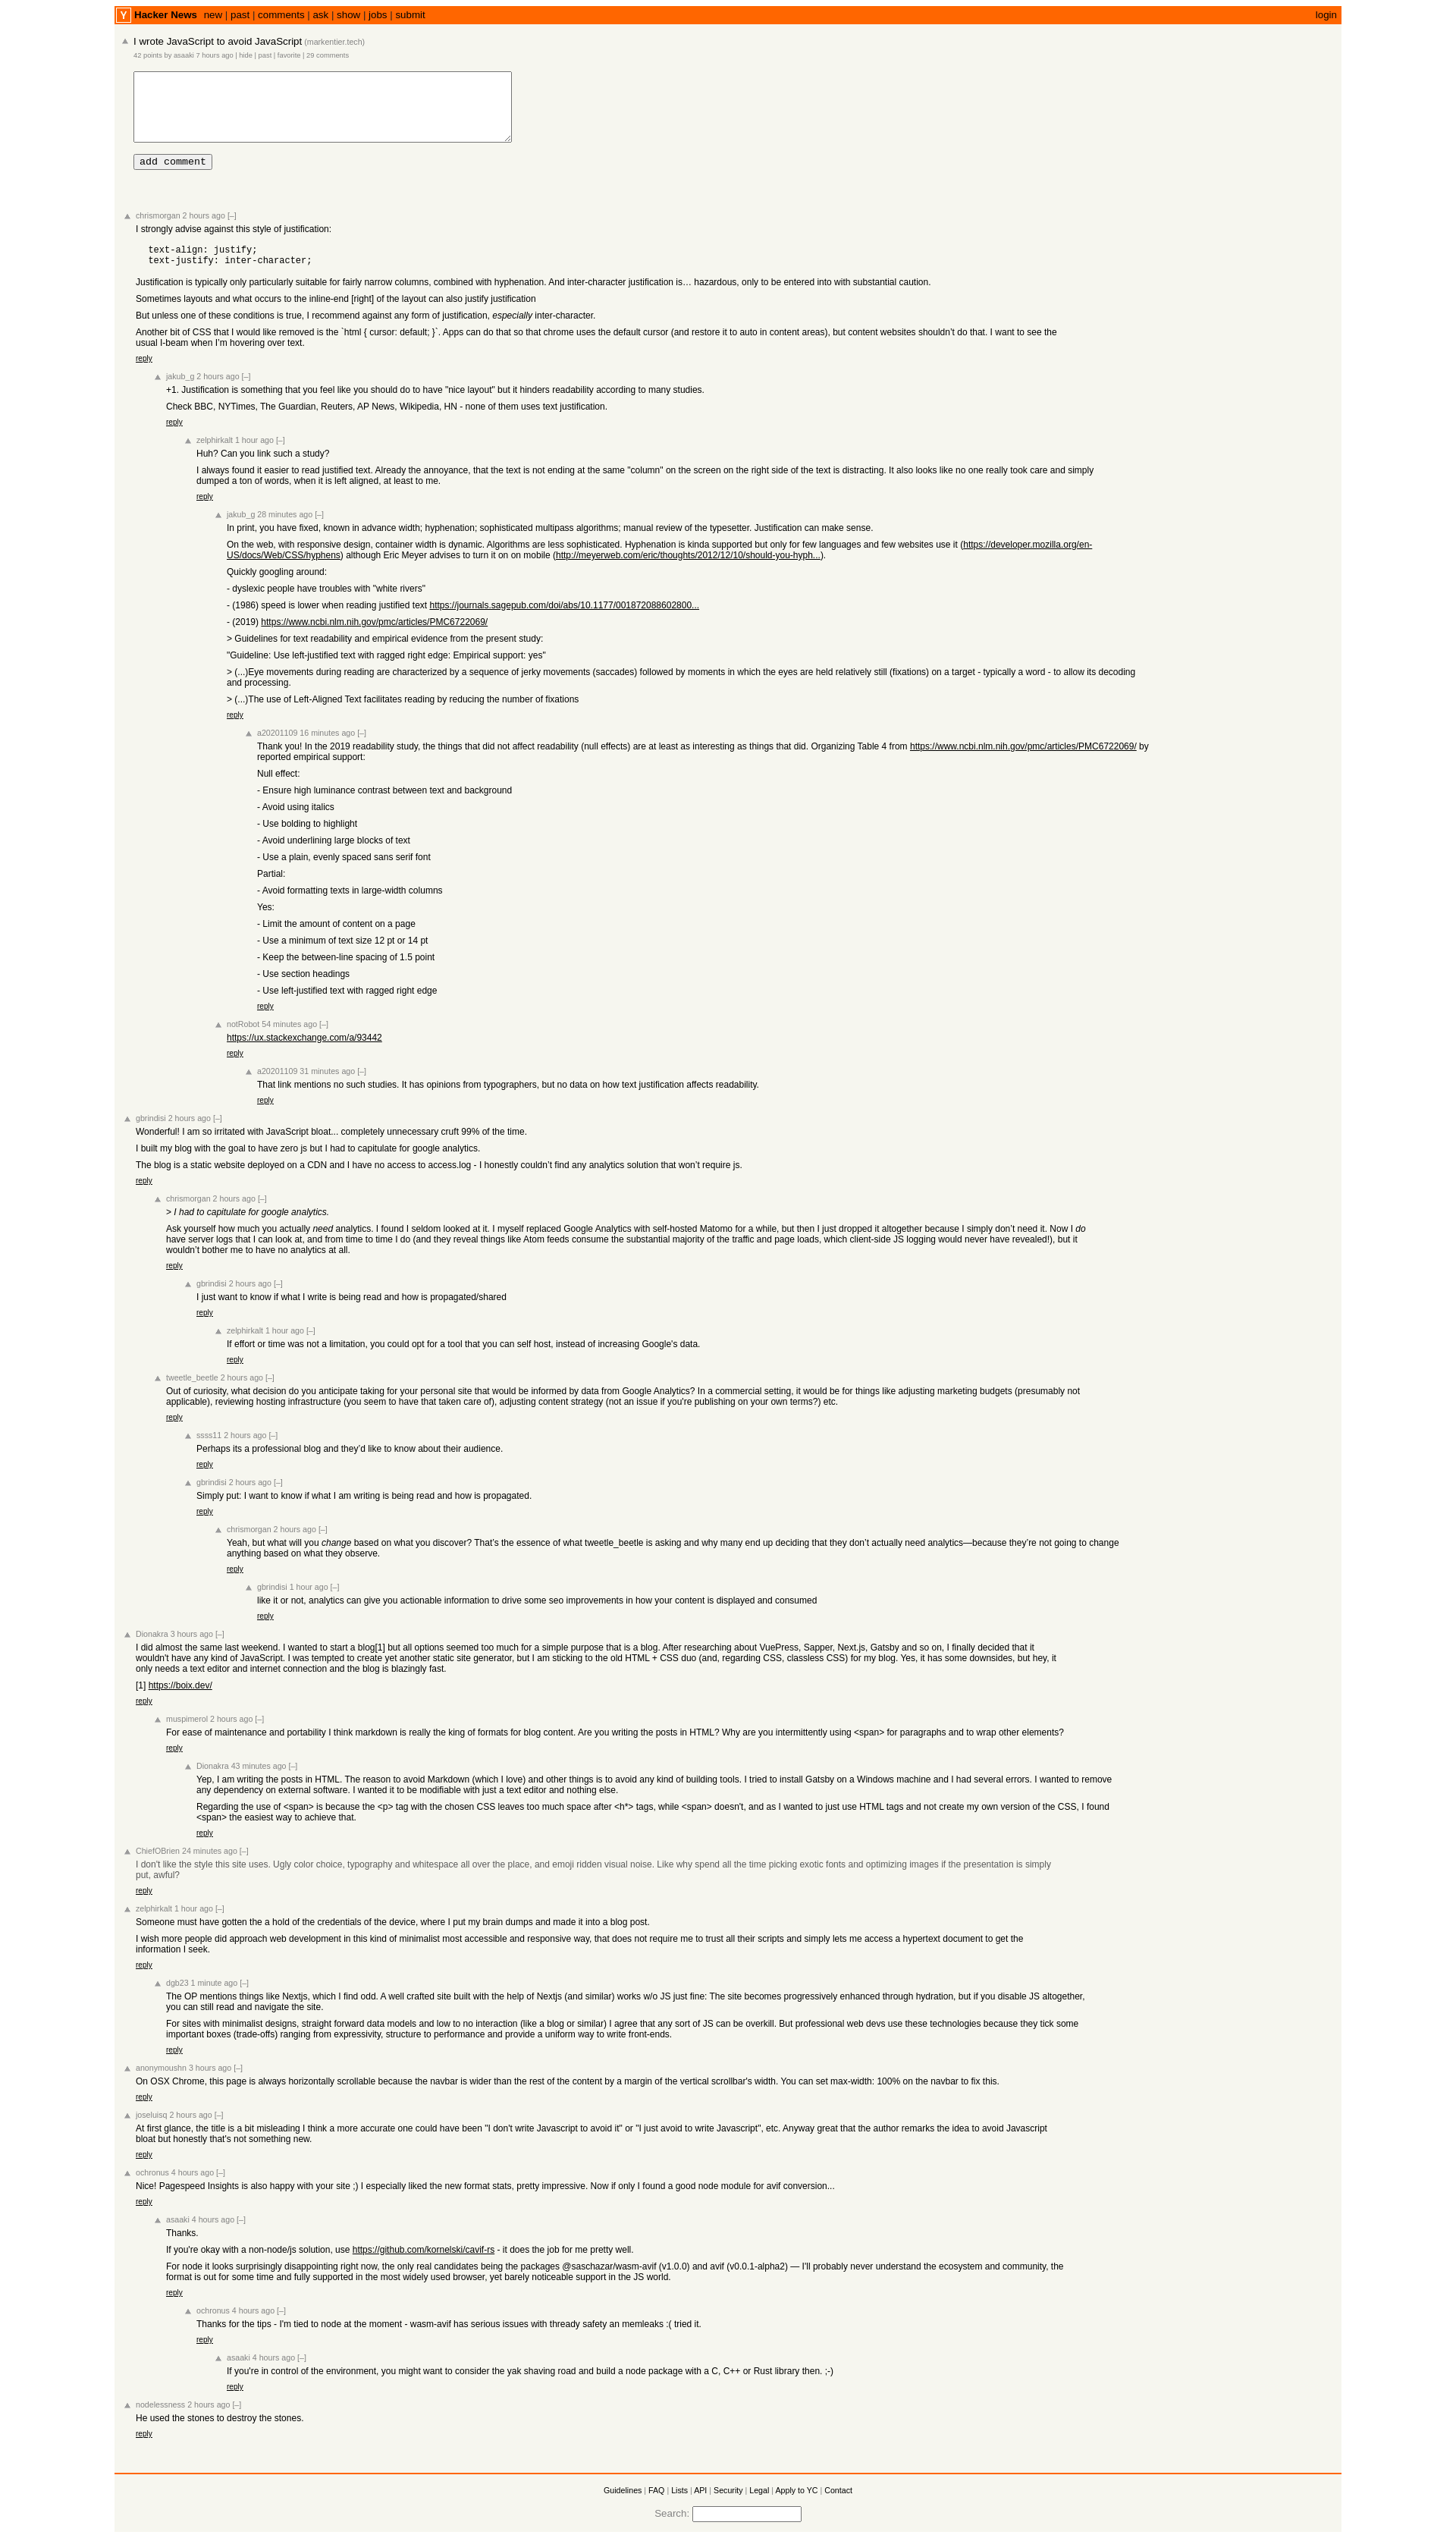 Y Hacker News new | past | comments | ask | show | jobs | submit login
I wrote JavaScript to avoid JavaScript (markentier.tech)
42 points by asaaki 7 hours ago | hide | past | favorite | 29 comments
add comment
chrismorgan 2 hours ago [–]
I strongly advise against this style of justification:
text-align: justify;
text-justify: inter-character;
Justification is typically only particularly suitable for fairly narrow columns, combined with hyphenation. And inter-character justification is… hazardous, only to be entered into with substantial caution.
Sometimes layouts and what occurs to the inline-end [right] of the layout can also justify justification
But unless one of these conditions is true, I recommend against any form of justification, especially inter-character.
Another bit of CSS that I would like removed is the `html { cursor: default; }`. Apps can do that so that chrome uses the default cursor (and restore it to auto in content areas), but content websites shouldn’t do that. I want to see the
usual I-beam when I’m hovering over text.
reply
jakub_g 2 hours ago [–]
+1. Justification is something that you feel like you should do to have "nice layout" but it hinders readability according to many studies.
Check BBC, NYTimes, The Guardian, Reuters, AP News, Wikipedia, HN - none of them uses text justification.
reply
zelphirkalt 1 hour ago [–]
Huh? Can you link such a study?
I always found it easier to read justified text. Already the annoyance, that the text is not ending at the same "column" on the screen on the right side of the text is distracting. It also looks like no one really took care and simply
dumped a ton of words, when it is left aligned, at least to me.
reply
jakub_g 28 minutes ago [–]
In print, you have fixed, known in advance width; hyphenation; sophisticated multipass algorithms; manual review of the typesetter. Justification can make sense.
On the web, with responsive design, container width is dynamic. Algorithms are less sophisticated. Hyphenation is kinda supported but only for few languages and few websites use it (https://developer.mozilla.org/en-
US/docs/Web/CSS/hyphens) although Eric Meyer advises to turn it on on mobile (http://meyerweb.com/eric/thoughts/2012/12/10/should-you-hyph...).
Quickly googling around:
- dyslexic people have troubles with "white rivers"
- (1986) speed is lower when reading justified text https://journals.sagepub.com/doi/abs/10.1177/001872088602800...
- (2019) https://www.ncbi.nlm.nih.gov/pmc/articles/PMC6722069/
> Guidelines for text readability and empirical evidence from the present study:
"Guideline: Use left-justified text with ragged right edge: Empirical support: yes"
> (...)Eye movements during reading are characterized by a sequence of jerky movements (saccades) followed by moments in which the eyes are held relatively still (fixations) on a target - typically a word - to allow its decoding
and processing.
> (...)The use of Left-Aligned Text facilitates reading by reducing the number of fixations
reply
a20201109 16 minutes ago [–]
Thank you! In the 2019 readability study, the things that did not affect readability (null effects) are at least as interesting as things that did. Organizing Table 4 from https://www.ncbi.nlm.nih.gov/pmc/articles/PMC6722069/ by
reported empirical support:
Null effect:
- Ensure high luminance contrast between text and background
- Avoid using italics
- Use bolding to highlight
- Avoid underlining large blocks of text
- Use a plain, evenly spaced sans serif font
Partial:
- Avoid formatting texts in large-width columns
Yes:
- Limit the amount of content on a page
- Use a minimum of text size 12 pt or 14 pt
- Keep the between-line spacing of 1.5 point
- Use section headings
- Use left-justified text with ragged right edge
reply
notRobot 54 minutes ago [–]
https://ux.stackexchange.com/a/93442
reply
a20201109 31 minutes ago [–]
That link mentions no such studies. It has opinions from typographers, but no data on how text justification affects readability.
reply
gbrindisi 2 hours ago [–]
Wonderful! I am so irritated with JavaScript bloat... completely unnecessary cruft 99% of the time.
I built my blog with the goal to have zero js but I had to capitulate for google analytics.
The blog is a static website deployed on a CDN and I have no access to access.log - I honestly couldn’t find any analytics solution that won’t require js.
reply
chrismorgan 2 hours ago [–]
> I had to capitulate for google analytics.
Ask yourself how much you actually need analytics. I found I seldom looked at it. I myself replaced Google Analytics with self-hosted Matomo for a while, but then I just dropped it altogether because I simply don’t need it. Now I do
have server logs that I can look at, and from time to time I do (and they reveal things like Atom feeds consume the substantial majority of the traffic and page loads, which client-side JS logging would never have revealed!), but it
wouldn’t bother me to have no analytics at all.
reply
gbrindisi 2 hours ago [–]
I just want to know if what I write is being read and how is propagated/shared
reply
zelphirkalt 1 hour ago [–]
If effort or time was not a limitation, you could opt for a tool that you can self host, instead of increasing Google's data.
reply
tweetle_beetle 2 hours ago [–]
Out of curiosity, what decision do you anticipate taking for your personal site that would be informed by data from Google Analytics? In a commercial setting, it would be for things like adjusting marketing budgets (presumably not
applicable), reviewing hosting infrastructure (you seem to have that taken care of), adjusting content strategy (not an issue if you're publishing on your own terms?) etc.
reply
ssss11 2 hours ago [–]
Perhaps its a professional blog and they’d like to know about their audience.
reply
gbrindisi 2 hours ago [–]
Simply put: I want to know if what I am writing is being read and how is propagated.
reply
chrismorgan 2 hours ago [–]
Yeah, but what will you change based on what you discover? That’s the essence of what tweetle_beetle is asking and why many end up deciding that they don’t actually need analytics—because they’re not going to change
anything based on what they observe.
reply
gbrindisi 1 hour ago [–]
like it or not, analytics can give you actionable information to drive some seo improvements in how your content is displayed and consumed
reply
Dionakra 3 hours ago [–]
I did almost the same last weekend. I wanted to start a blog[1] but all options seemed too much for a simple purpose that is a blog. After researching about VuePress, Sapper, Next.js, Gatsby and so on, I finally decided that it
wouldn't have any kind of JavaScript. I was tempted to create yet another static site generator, but I am sticking to the old HTML + CSS duo (and, regarding CSS, classless CSS) for my blog. Yes, it has some downsides, but hey, it
only needs a text editor and internet connection and the blog is blazingly fast.
[1] https://boix.dev/
reply
muspimerol 2 hours ago [–]
For ease of maintenance and portability I think markdown is really the king of formats for blog content. Are you writing the posts in HTML? Why are you intermittently using <span> for paragraphs and to wrap other elements?
reply
Dionakra 43 minutes ago [–]
Yep, I am writing the posts in HTML. The reason to avoid Markdown (which I love) and other things is to avoid any kind of building tools. I tried to install Gatsby on a Windows machine and I had several errors. I wanted to remove
any dependency on external software. I wanted it to be modifiable with just a text editor and nothing else.
Regarding the use of <span> is because the <p> tag with the chosen CSS leaves too much space after <h*> tags, while <span> doesn't, and as I wanted to just use HTML tags and not create my own version of the CSS, I found
<span> the easiest way to achieve that.
reply
ChiefOBrien 24 minutes ago [–]
I don't like the style this site uses. Ugly color choice, typography and whitespace all over the place, and emoji ridden visual noise. Like why spend all the time picking exotic fonts and optimizing images if the presentation is simply
put, awful?
reply
zelphirkalt 1 hour ago [–]
Someone must have gotten the a hold of the credentials of the device, where I put my brain dumps and made it into a blog post.
I wish more people did approach web development in this kind of minimalist most accessible and responsive way, that does not require me to trust all their scripts and simply lets me access a hypertext document to get the
information I seek.
reply
dgb23 1 minute ago [–]
The OP mentions things like Nextjs, which I find odd. A well crafted site built with the help of Nextjs (and similar) works w/o JS just fine: The site becomes progressively enhanced through hydration, but if you disable JS altogether,
you can still read and navigate the site.
For sites with minimalist designs, straight forward data models and low to no interaction (like a blog or similar) I agree that any sort of JS can be overkill. But professional web devs use these technologies because they tick some
important boxes (trade-offs) ranging from expressivity, structure to performance and provide a uniform way to write front-ends.
reply
anonymoushn 3 hours ago [–]
On OSX Chrome, this page is always horizontally scrollable because the navbar is wider than the rest of the content by a margin of the vertical scrollbar's width. You can set max-width: 100% on the navbar to fix this.
reply
joseluisq 2 hours ago [–]
At first glance, the title is a bit misleading I think a more accurate one could have been "I don't write Javascript to avoid it" or "I just avoid to write Javascript", etc. Anyway great that the author remarks the idea to avoid Javascript
bloat but honestly that's not something new.
reply
ochronus 4 hours ago [–]
Nice! Pagespeed Insights is also happy with your site ;) I especially liked the new format stats, pretty impressive. Now if only I found a good node module for avif conversion...
reply
asaaki 4 hours ago [–]
Thanks.
If you're okay with a non-node/js solution, use https://github.com/kornelski/cavif-rs - it does the job for me pretty well.
For node it looks surprisingly disappointing right now, the only real candidates being the packages @saschazar/wasm-avif (v1.0.0) and avif (v0.0.1-alpha2) — I'll probably never understand the ecosystem and community, the
format is out for some time and fully supported in the most widely used browser, yet barely noticeable support in the JS world.
reply
ochronus 4 hours ago [–]
Thanks for the tips - I'm tied to node at the moment - wasm-avif has serious issues with thready safety an memleaks :( tried it.
reply
asaaki 4 hours ago [–]
If you're in control of the environment, you might want to consider the yak shaving road and build a node package with a C, C++ or Rust library then. ;-)
reply
nodelessness 2 hours ago [–]
He used the stones to destroy the stones.
reply
Guidelines | FAQ | Lists | API | Security | Legal | Apply to YC | Contact
Search: